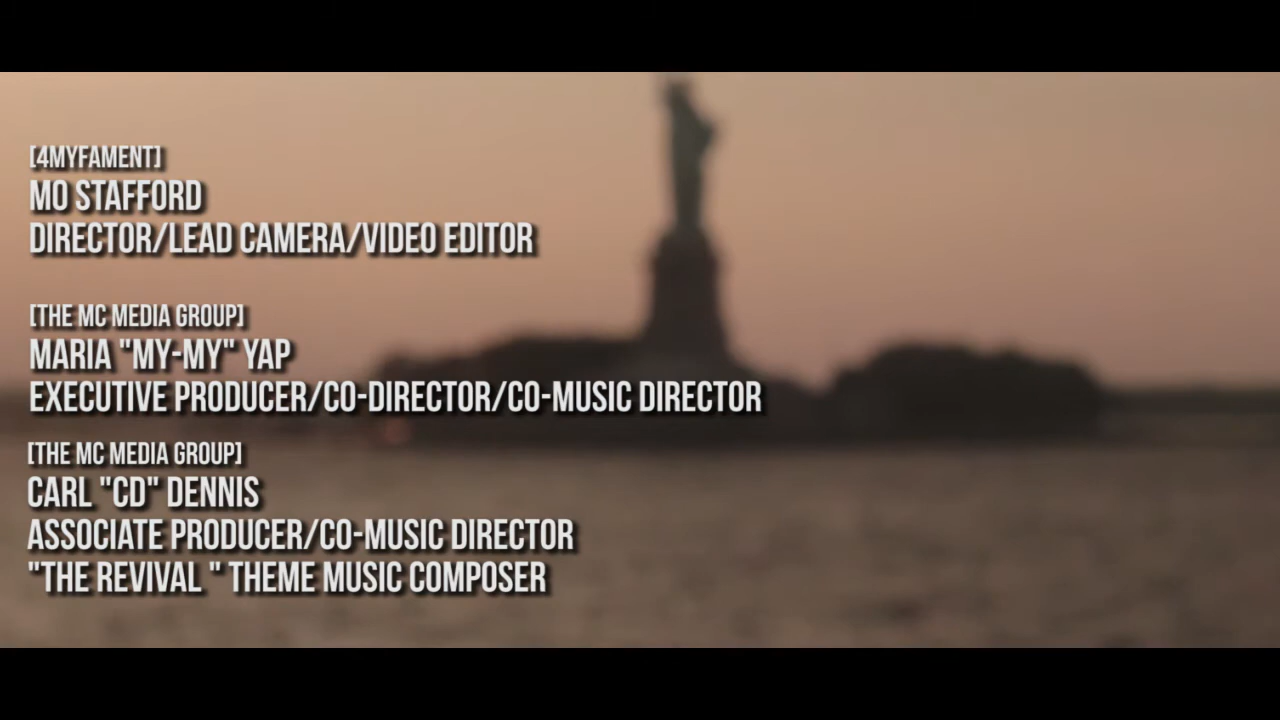 [4MYFAMENT]
MO STAFFORD
DIRECTOR/LEAD CAMERA/VIDEO EDITOR
[THE MC MEDIA GROUP]
MARIA "MY-MY" YAP
EXECUTIVE PRODUCER/CO-DIRECTOR/CO-MUSIC DIRECTOR
[THE MC MEDIA GROUP]
CARL "CD" DENNIS
ASSOCIATE PRODUCER/CO-MUSIC DIRECTOR
"THE REVIVAL " THEME MUSIC COMPOSER